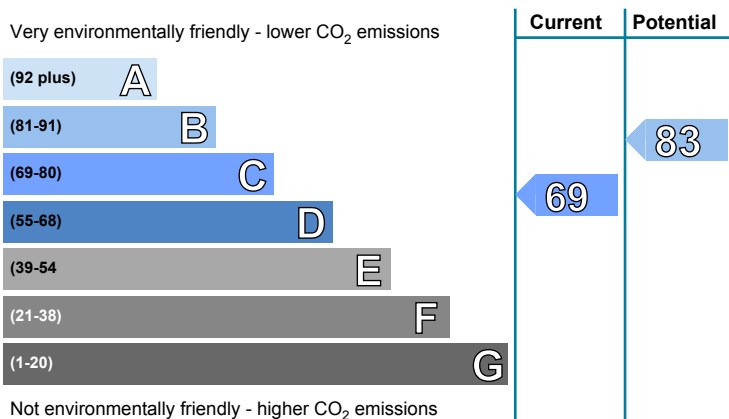 Current Potential
Very environmentally friendly - lower CO2 emissions
(92 plus) A
(81-91) B
83
(69-80) C
69
(55-68) D
(39-54 E
(21-38) F
(1-20) G
Not environmentally friendly - higher CO2 emissions